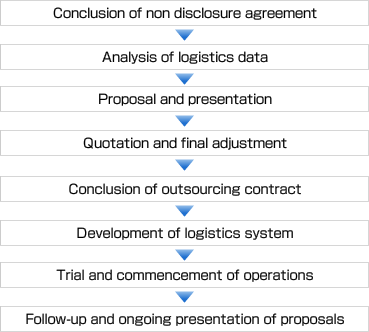 Conclusion of non disclosure agreement
Analysis of logistics data
Proposal and presentation
Quotation and final adjustment
Conclusion of outsourcing contract
Development of logistics system
Trial and commencement of operations
Follow-up and ongoing presentation of proposals